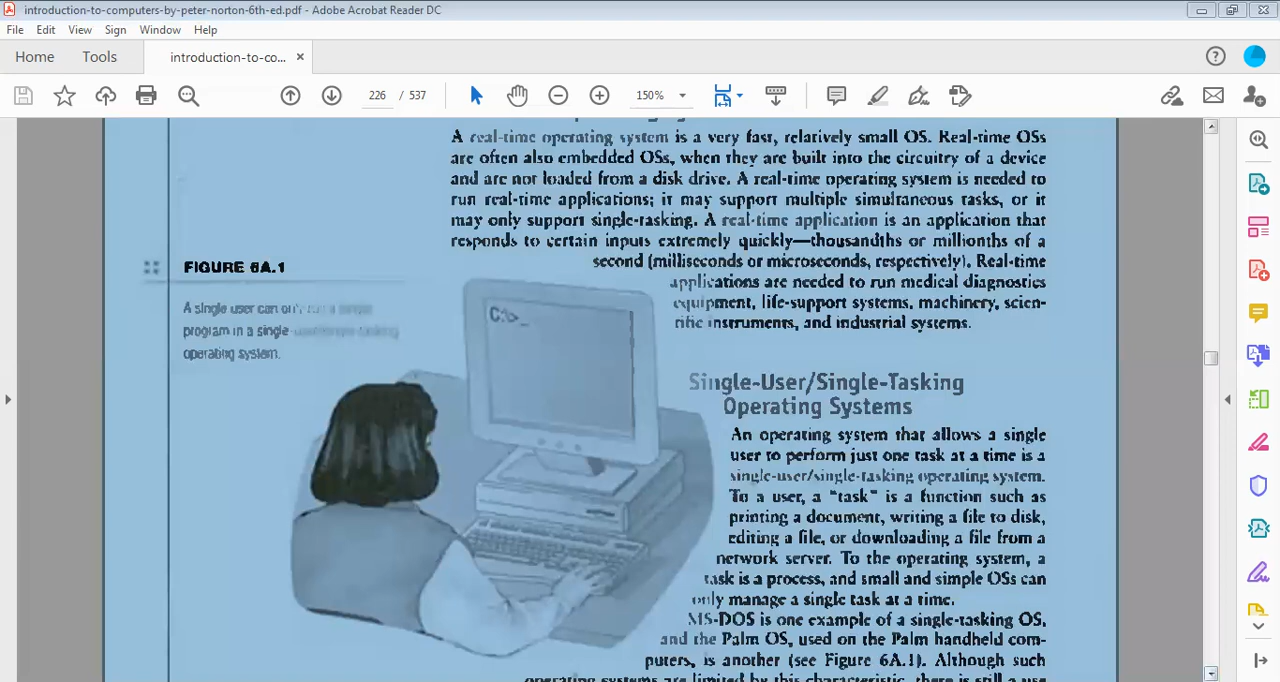 introduction-to-computers-by-peter-norton-6th-ed.pdf - Adobe Acrobat Reader DC
File Edit View Sign Window Help
Home Tools introduction-to-co... ×
226 / 537 150%
A real-time operating system is a very fast, relatively small OS. Real-time OSs
are often also embedded OSs, when they are built into the circuitry of a device
and are not loaded from a disk drive. A real-time operating system is needed to
run real-time applications; it may support multiple simultaneous tasks, or it
may only support single-tasking. A real-time application is an application that
responds to certain inputs extremely quickly—thousandths or millionths of a
second (milliseconds or microseconds, respectively). Real-time
applications are needed to run medical diagnostics
equipment, life-support systems, machinery, scien-
tific instruments, and industrial systems.
FIGURE 6A.1
A single user can only run a single
program in a single-user/single-tasking
operating system.
C:\>_
Single-User/Single-Tasking
Operating Systems
An operating system that allows a single
user to perform just one task at a time is a
single-user/single-tasking operating system.
To a user, a "task" is a function such as
printing a document, writing a file to disk,
editing a file, or downloading a file from a
network server. To the operating system, a
task is a process, and small and simple OSs can
only manage a single task at a time.
MS-DOS is one example of a single-tasking OS,
and the Palm OS, used on the Palm handheld com-
puters, is another (see Figure 6A.1). Although such
operating systems are limited by this characteristic, there is still a use